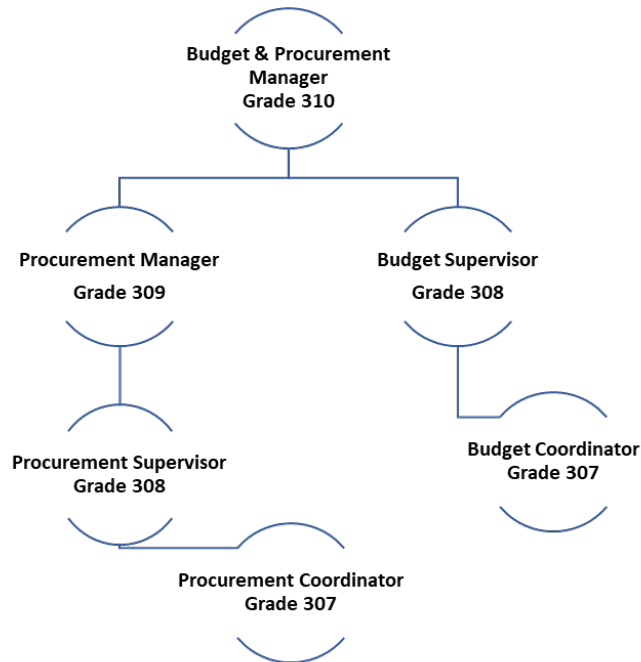 Budget & Procurement
Manager
Grade 310
Procurement Manager
Grade 309
Budget Supervisor
Grade 308
Procurement Supervisor
Grade 308
Budget Coordinator
Grade 307
Procurement Coordinator
Grade 307